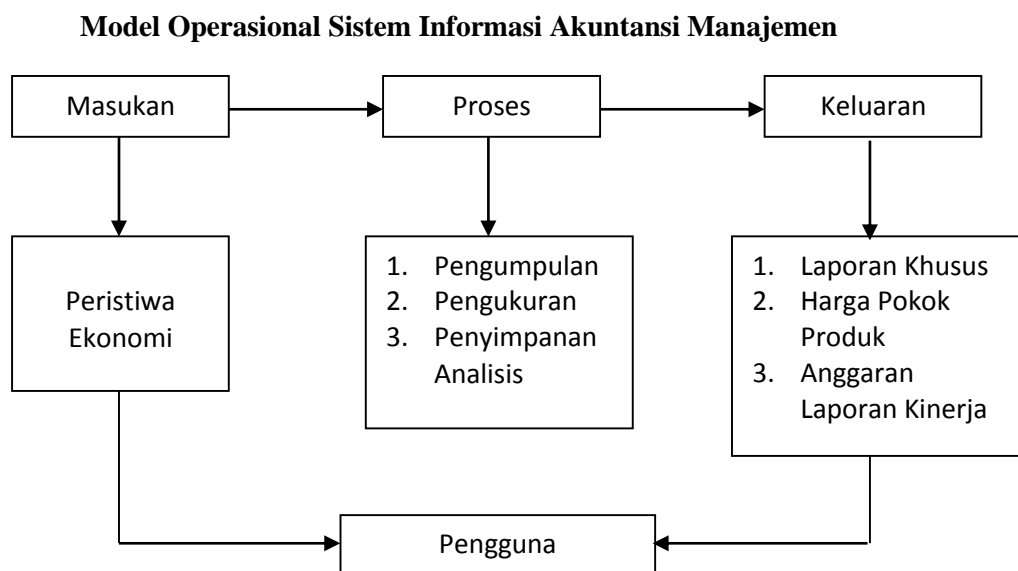 Model Operasional Sistem Informasi Akuntansi Manajemen
Masukan
Proses
Keluaran
Peristiwa
Ekonomi
1. Pengumpulan
2. Pengukuran
3. Penyimpanan
Analisis
1. Laporan Khusus
2. Harga Pokok
Produk
3. Anggaran
Laporan Kinerja
Pengguna